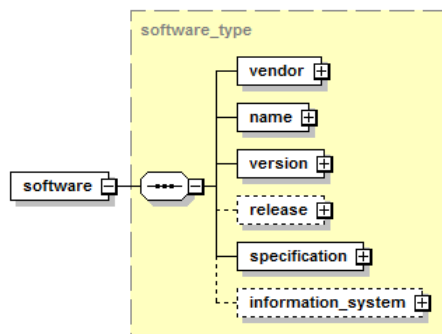 software_type
vendor
name
version
software
release
specification
information_system